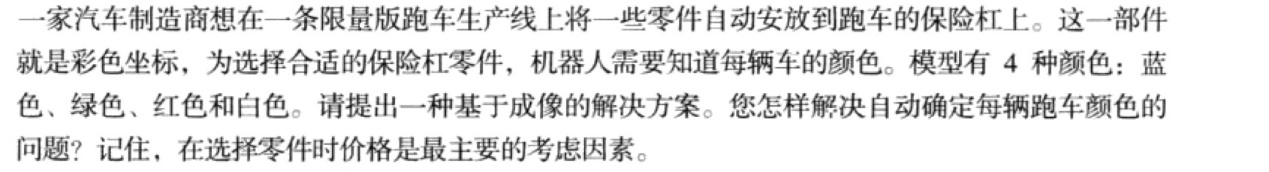 一家汽车制造商想在一条限量版跑车生产线上将一些零件自动安放到跑车的保险杠上。这一部件
就是彩色坐标，为选择合适的保险杠零件，机器人需要知道每辆车的颜色。模型有 4 种颜色：蓝
色、绿色、红色和白色。请提出一种基于成像的解决方案。您怎样解决自动确定每辆跑车颜色的
问题？记住，在选择零件时价格是最主要的考虑因素。